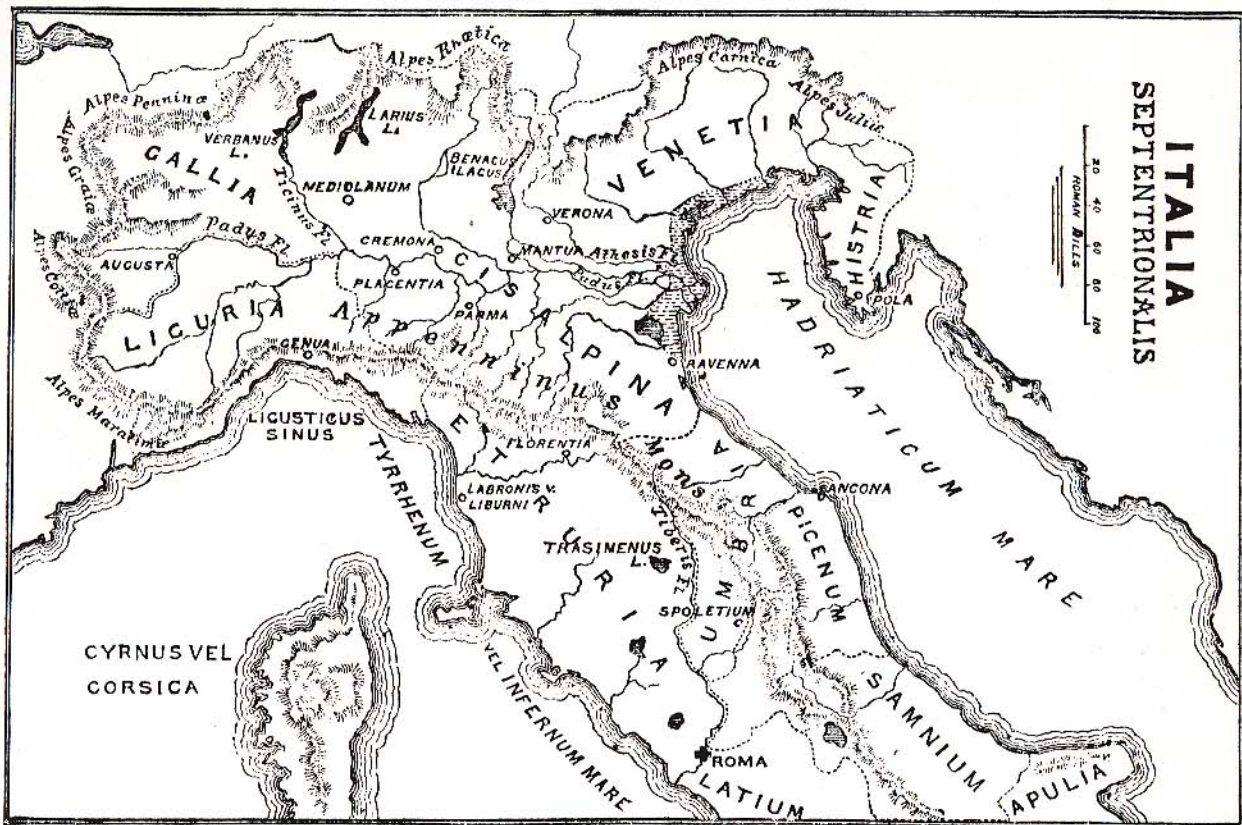 ITALIA
SEPTENTRIONALIS
20
40
60
80
100
ROMAN MILLS
Alpes Rhæticæ
Alpes Carnica
Alpes Juliæ
Alpes Penninæ
Alpes Graiæ
Alpes Cottiæ
Alpes Maratimæ
VERBANUS
L.
LARIUS
L.
BENACUS
LACUS
GALLIA
CISALPINA
VENETIA
HISTRIA
POLA
MEDIOLANUM
Ticinus Fl
VERONA
CREMONA
MANTUA
Athesis Fl
Padus Fl
Padus Fl.
AUGUSTA
PLACENTIA
PARMA
LIGURIA
Appenninus
Mons
GENUA
RAVENNA
LIGUSTICUS
SINUS
FLORENTIA
ETRURIA
LABRONIS V.
LIBURNI
TYRRHENUM
VEL INFERNUM MARE
HADRIATICUM MARE
ANCONA
PICENUM
UMBRIA
Tiberis Fl
TRASIMENUS
L.
SPOLETIUM
CYRNUS VEL
CORSICA
SAMNIUM
ROMA
LATIUM
APULIA